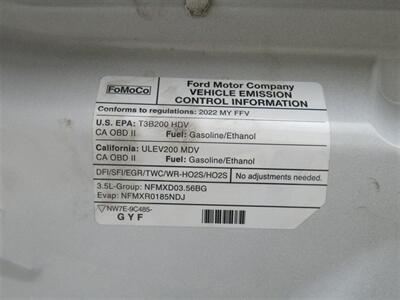 FoMoCo
Ford Motor Company
VEHICLE EMISSION
CONTROL INFORMATION
Conforms to regulations: 2022 MY FFV
U.S. EPA: T3B200 HDV
CA OBD II Fuel: Gasoline/Ethanol
California: ULEV200 MDV
CA OBD II Fuel: Gasoline/Ethanol
DFI/SFI/EGR/TWC/WR-HO2S/HO2S No adjustments needed.
3.5L-Group: NFMXD03.56BG
Evap: NFMXR0185NDJ
NW7E-9C485-
G Y F